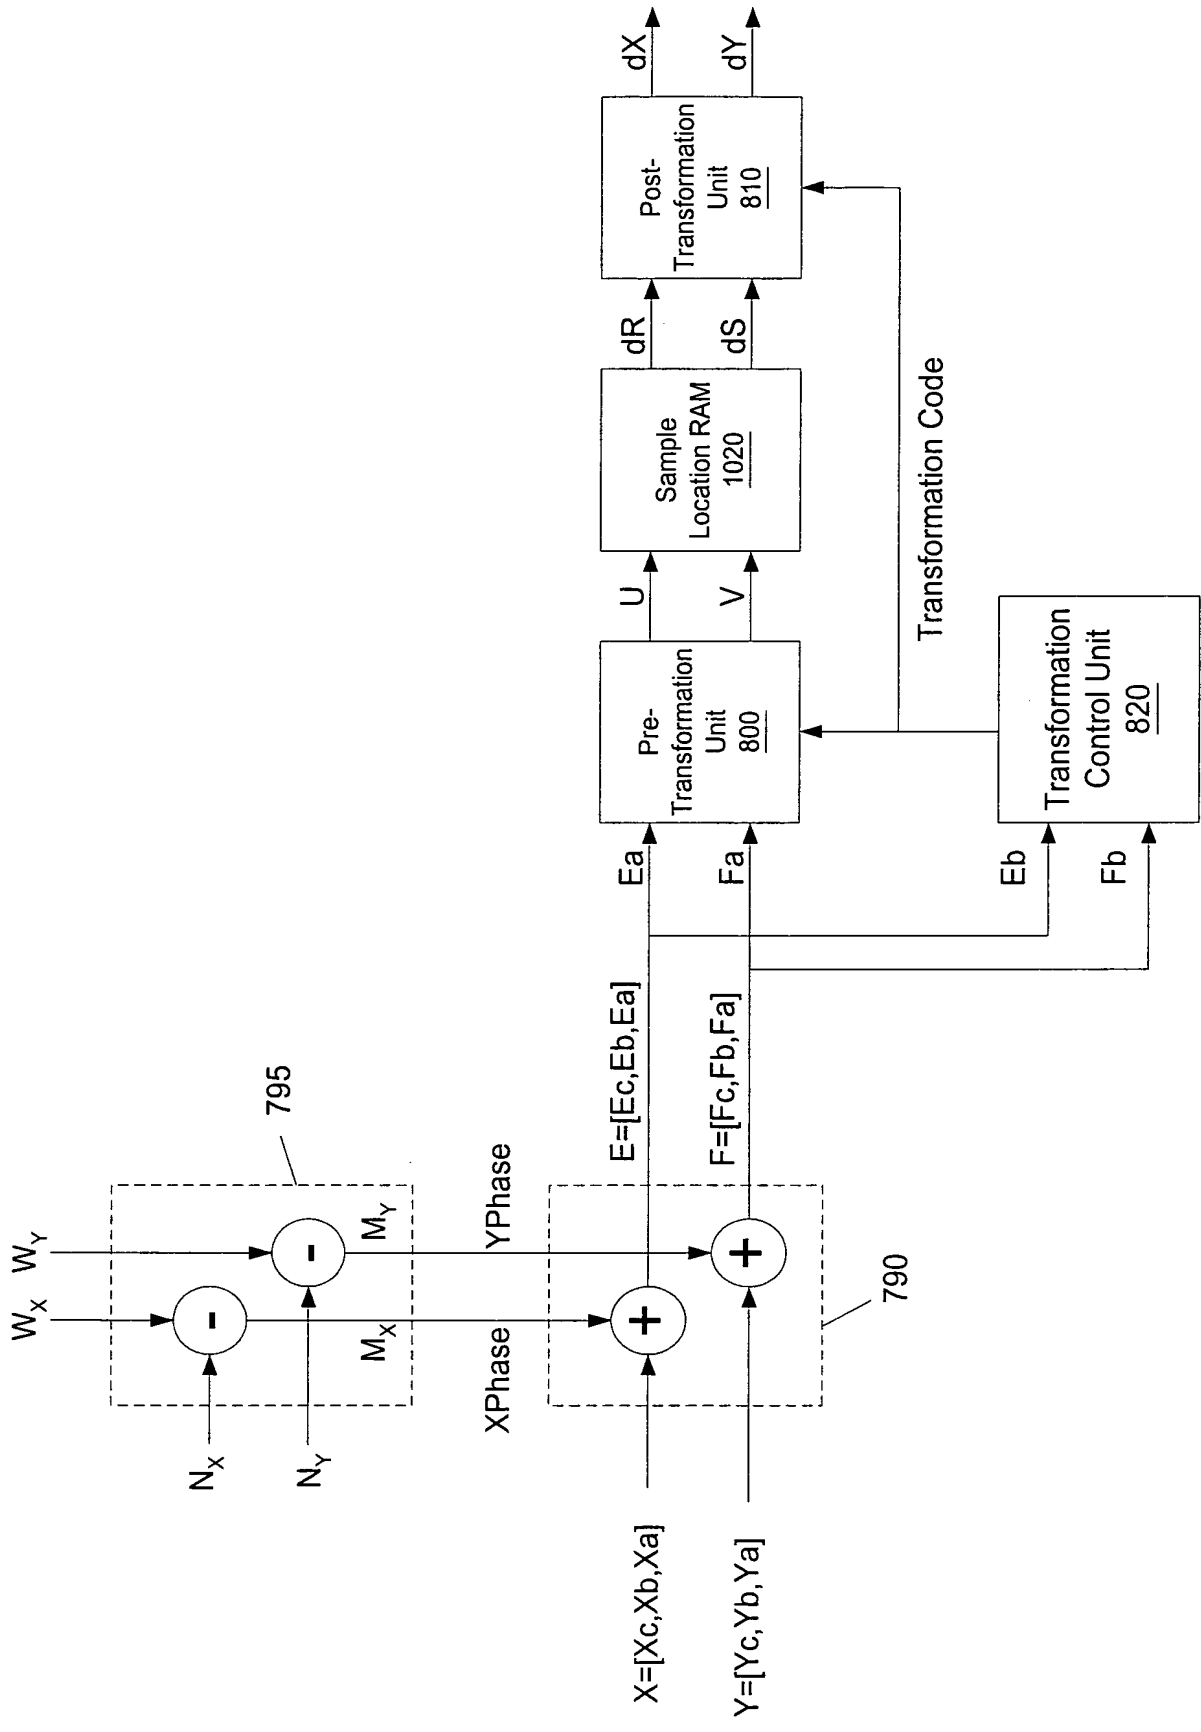 W_X
W_Y
795
N_X
N_Y
-
-
M_X
M_Y
XPhase
YPhase
+
+
790
X=[Xc,Xb,Xa]
Y=[Yc,Yb,Ya]
E=[Ec,Eb,Ea]
F=[Fc,Fb,Fa]
Ea
Fa
Eb
Fb
Pre-
Transformation
Unit
800
U
V
Sample
Location RAM
1020
dR
dS
Post-
Transformation
Unit
810
dX
dY
Transformation Code
Transformation
Control Unit
820